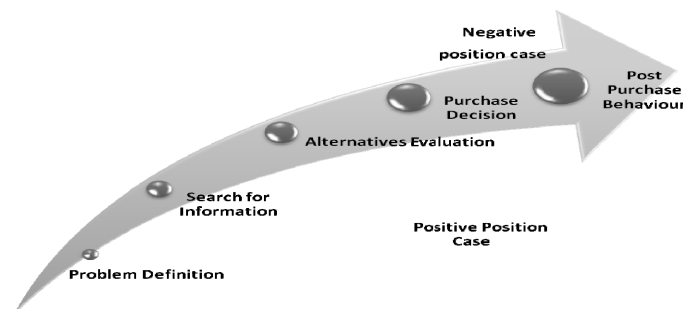 Negative
position case
Post
Purchase
Behaviour
Purchase
Decision
Alternatives Evaluation
Search for
Information
Positive Position
Case
Problem Definition